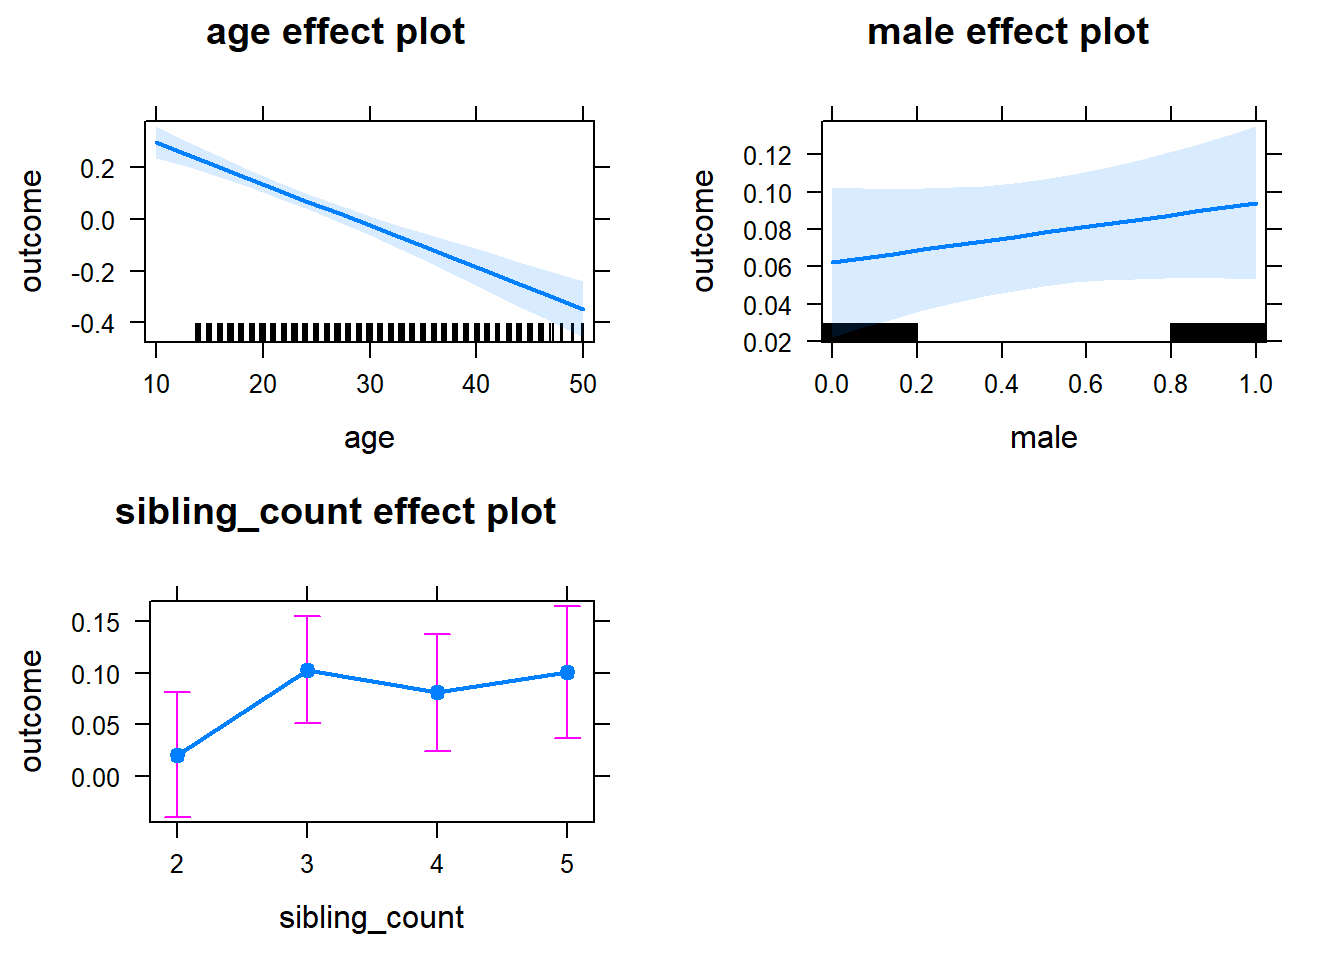 age effect plot
outcome
0.2
0.0
-0.2
-0.4
10 20 30 40 50
age
male effect plot
outcome
0.12
0.10
0.08
0.06
0.04
0.02
0.0 0.2 0.4 0.6 0.8 1.0
male
sibling_count effect plot
outcome
0.15
0.10
0.05
0.00
2 3 4 5
sibling_count